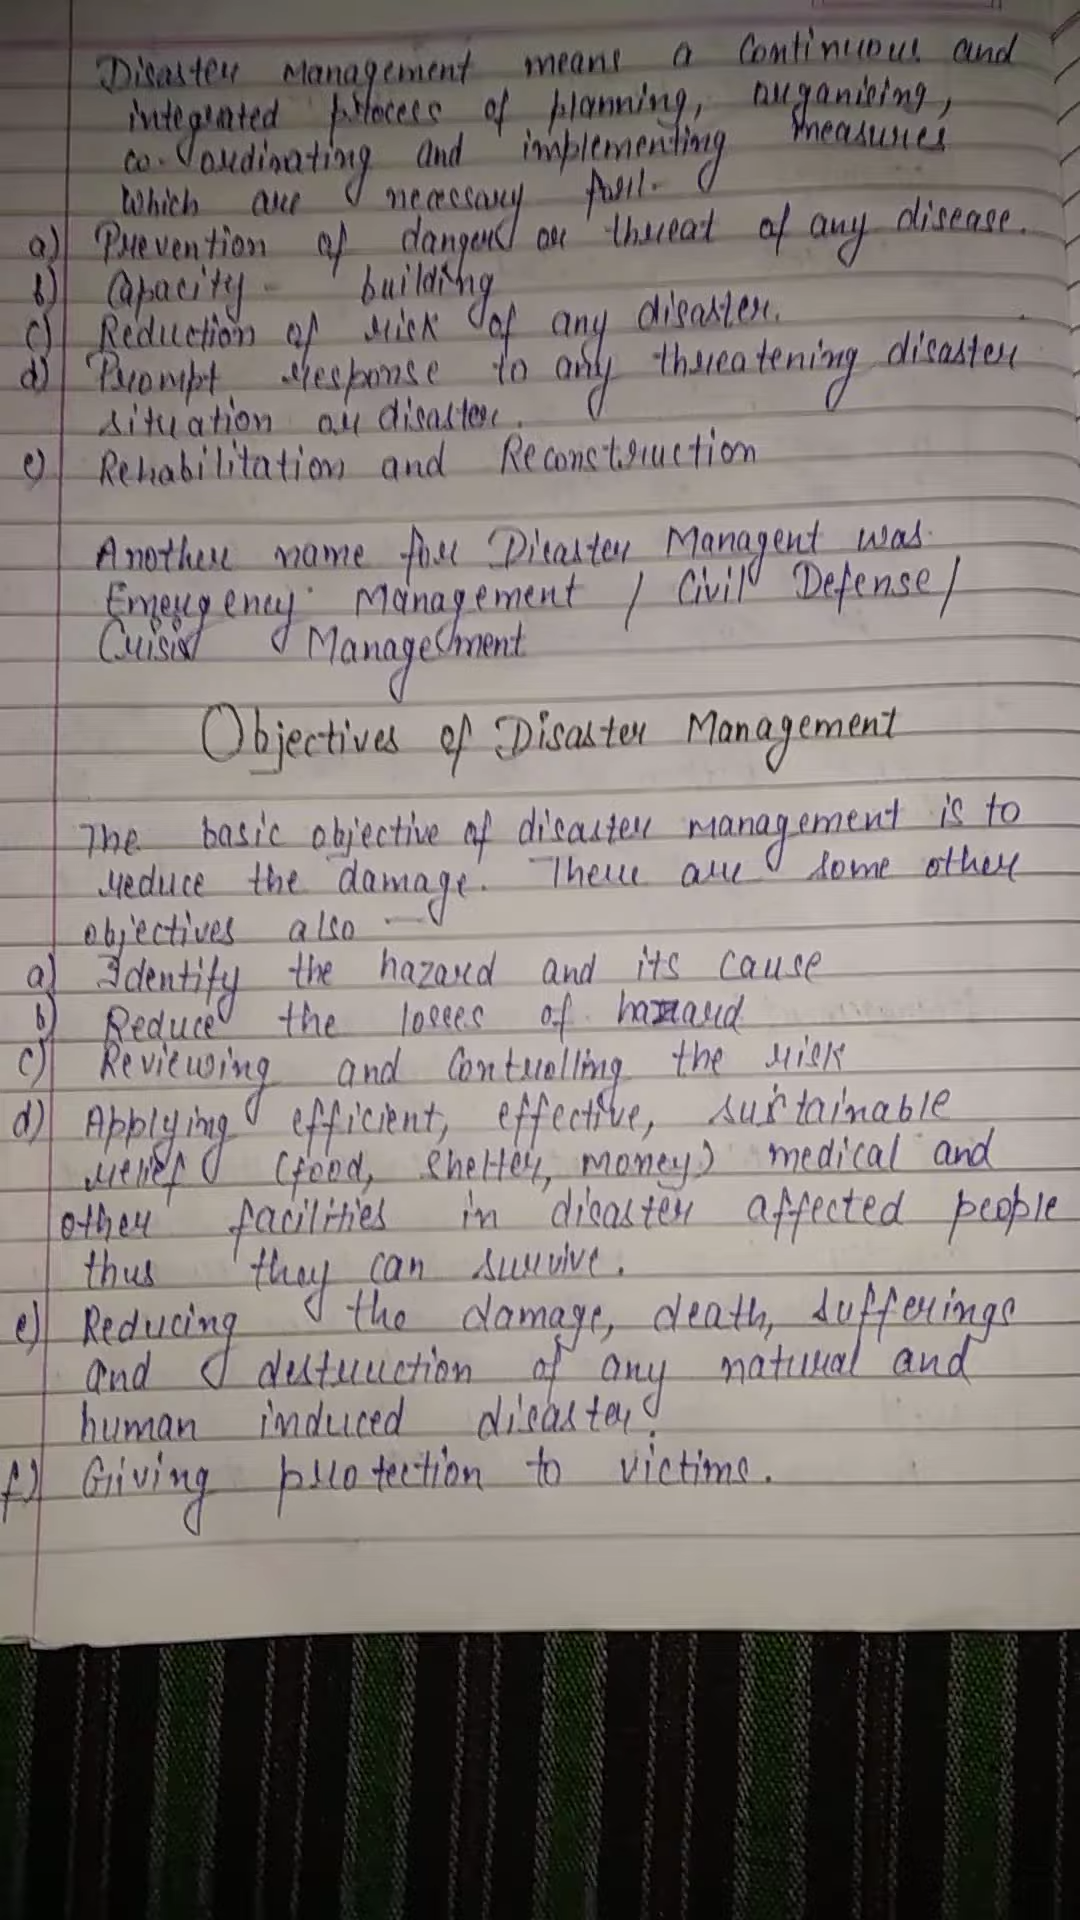 Disaster Management means a continuous and
integrated process of planning, organising,
co-ordinating and implementing measures
which are necessary for:-
a) Prevention of danger or threat of any disease.
b) Capacity - building
c) Reduction of risk of any disaster.
d) Prompt response to any threatening disaster
situation or disaster.
e) Rehabilitation and Reconstruction
Another name for Disaster Managent was
Emergency Management / Civil Defense /
Crisis Management
Objectives of Disaster Management
The basic objective of disaster management is to
reduce the damage. There are some other
objectives also —
a) Identify the hazard and its cause
b) Reduce the losses of hazard
c) Reviewing and Controlling the risk
d) Applying efficient, effective, sustainable
relief (food, shelter, money) medical and
other facilities in disaster affected people
thus they can survive.
e) Reducing the damage, death, sufferings
and destruction of any natural and
human induced disaster.
f) Giving protection to victims.